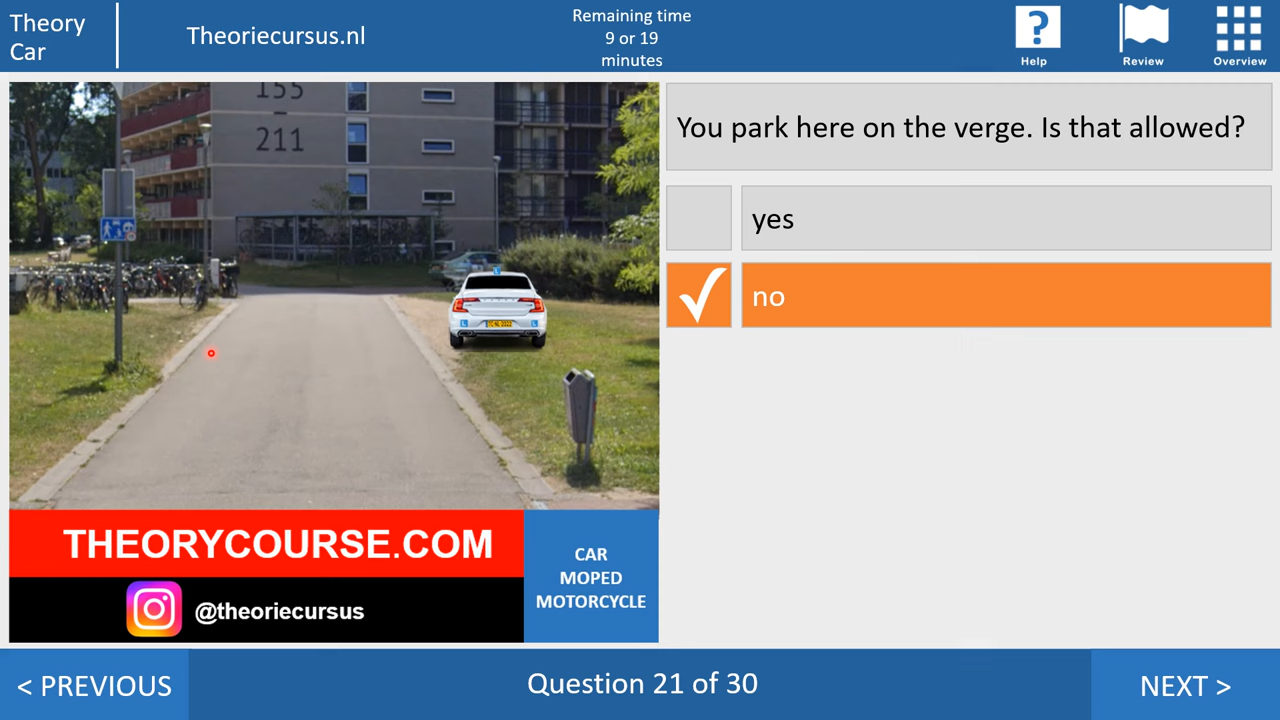 Theory
Car
Theoriecursus.nl
Remaining time
9 or 19
minutes
?
Help
Review
Overview
155
211
You park here on the verge. Is that allowed?
yes
no
THEORYCOURSE.COM
@theoriecursus
CAR
MOPED
MOTORCYCLE
< PREVIOUS
Question 21 of 30
NEXT >